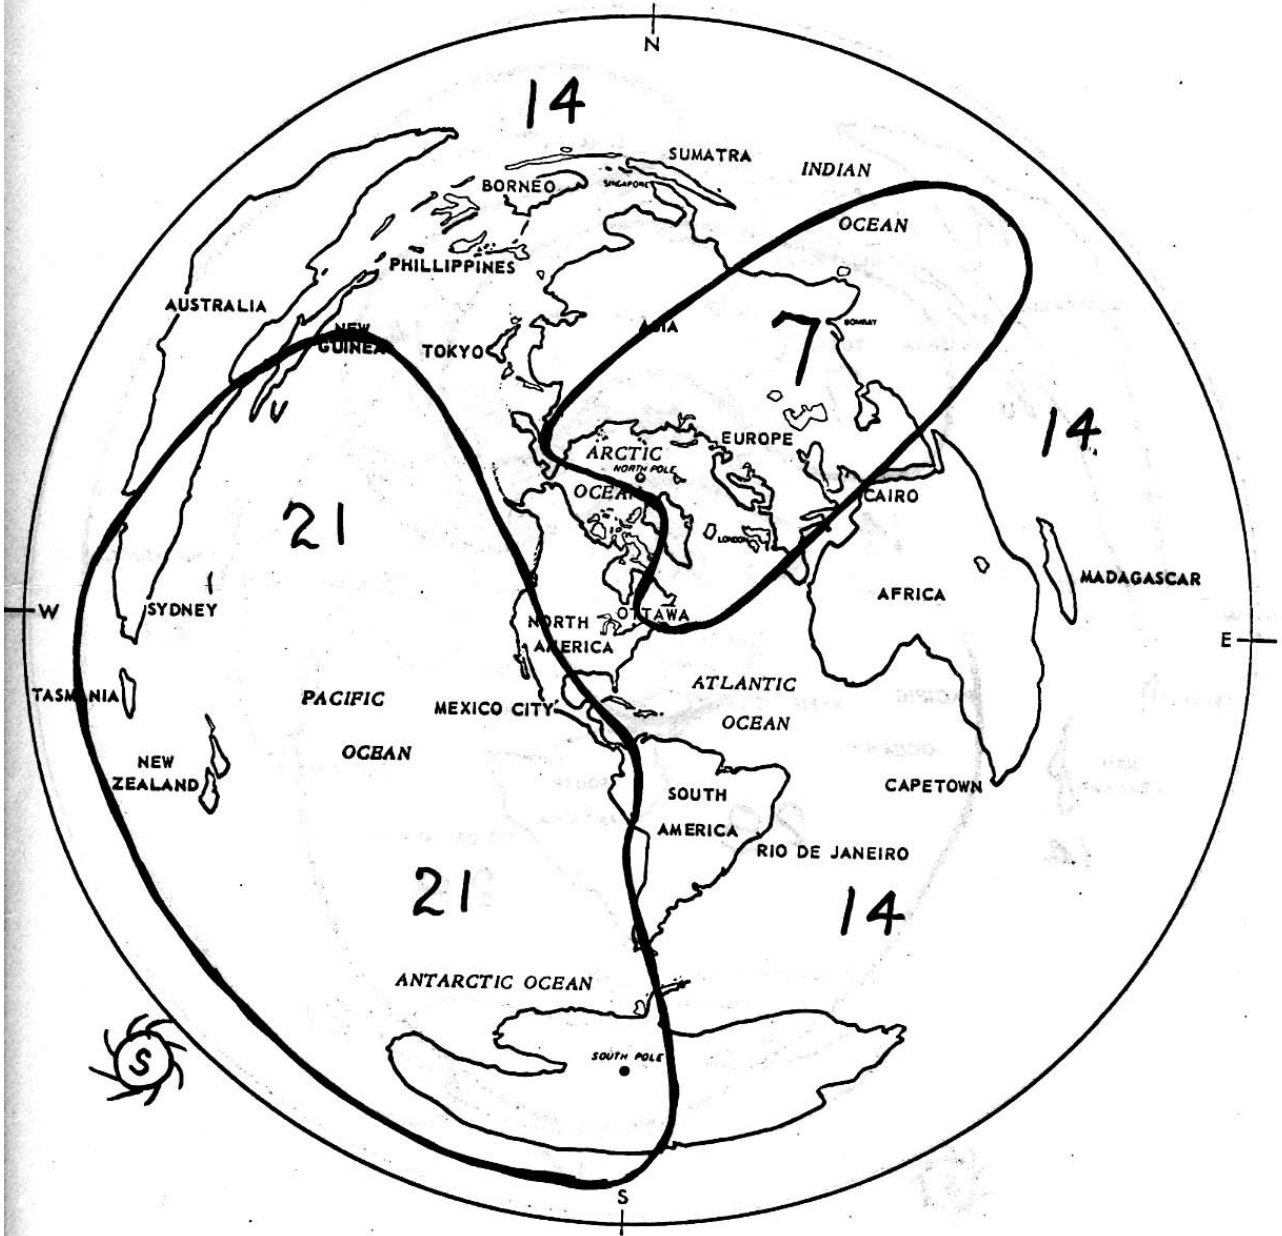 N
14
SUMATRA
INDIAN
OCEAN
BORNEO
SINGAPORE
PHILLIPPINES
AUSTRALIA
NEW
GUINEA
TOKYO
ASIA
7
BOMBAY
14
EUROPE
ARCTIC
NORTH POLE
OCEAN
CAIRO
21
LONDON
W
SYDNEY
OTTAWA
NORTH
AMERICA
AFRICA
MADAGASCAR
E
TASMANIA
PACIFIC
OCEAN
MEXICO CITY
ATLANTIC
OCEAN
NEW
ZEALAND
SOUTH
AMERICA
CAPETOWN
RIO DE JANEIRO
21
14
ANTARCTIC OCEAN
SOUTH POLE
S
S